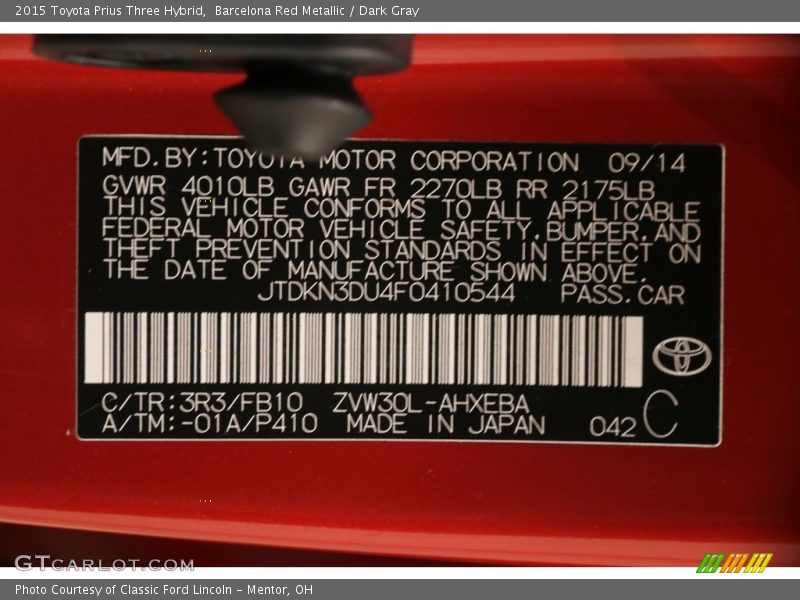 2015 Toyota Prius Three Hybrid,  Barcelona Red Metallic / Dark Gray
MFD.BY:TOYOTA MOTOR CORPORATION 09/14
GVWR 4010LB GAWR FR 2270LB RR 2175LB
THIS VEHICLE CONFORMS TO ALL APPLICABLE
FEDERAL MOTOR VEHICLE SAFETY,BUMPER,AND
THEFT PREVENTION STANDARDS IN EFFECT ON
THE DATE OF MANUFACTURE SHOWN ABOVE.
JTDKN3DU4F0410544 PASS.CAR
C/TR:3R3/FB10 ZVW30L-AHXEBA
A/TM:-01A/P410 MADE IN JAPAN 042 C
GTCARLOT.COM
Photo Courtesy of Classic Ford Lincoln - Mentor, OH